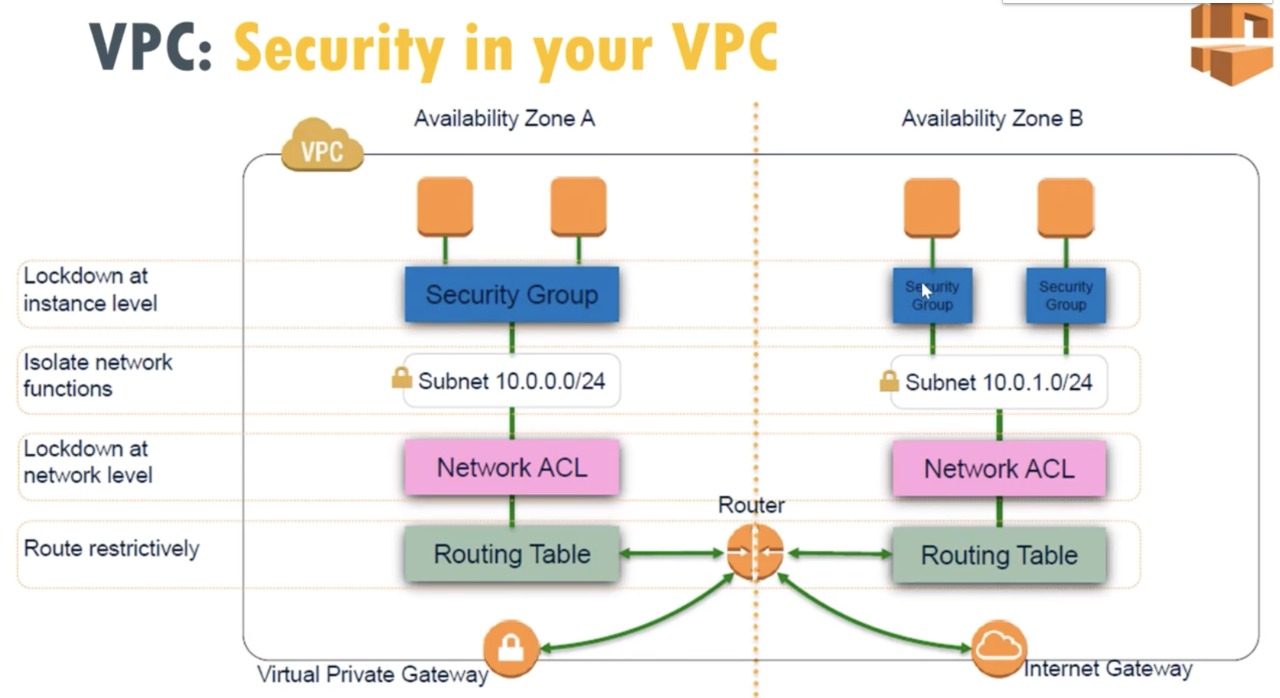 VPC: Security in your VPC
Availability Zone A
Availability Zone B
VPC
Lockdown at
instance level
Security Group
Security
Group
Security
Group
Isolate network
functions
Subnet 10.0.0.0/24
Subnet 10.0.1.0/24
Lockdown at
network level
Network ACL
Network ACL
Router
Route restrictively
Routing Table
Routing Table
Virtual Private Gateway
Internet Gateway